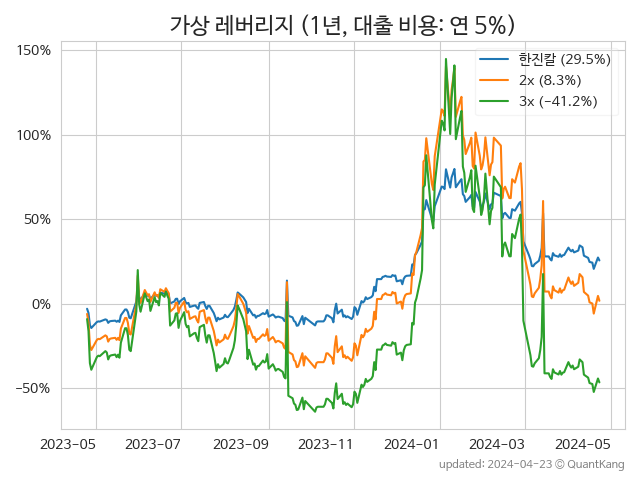 가상 레버리지 (1년, 대출 비용: 연 5%)
150%
100%
50%
0%
−50%
한진칼 (29.5%)
2x (8.3%)
3x (−41.2%)
2023-05
2023-07
2023-09
2023-11
2024-01
2024-03
2024-05
updated: 2024-04-23 © QuantKang